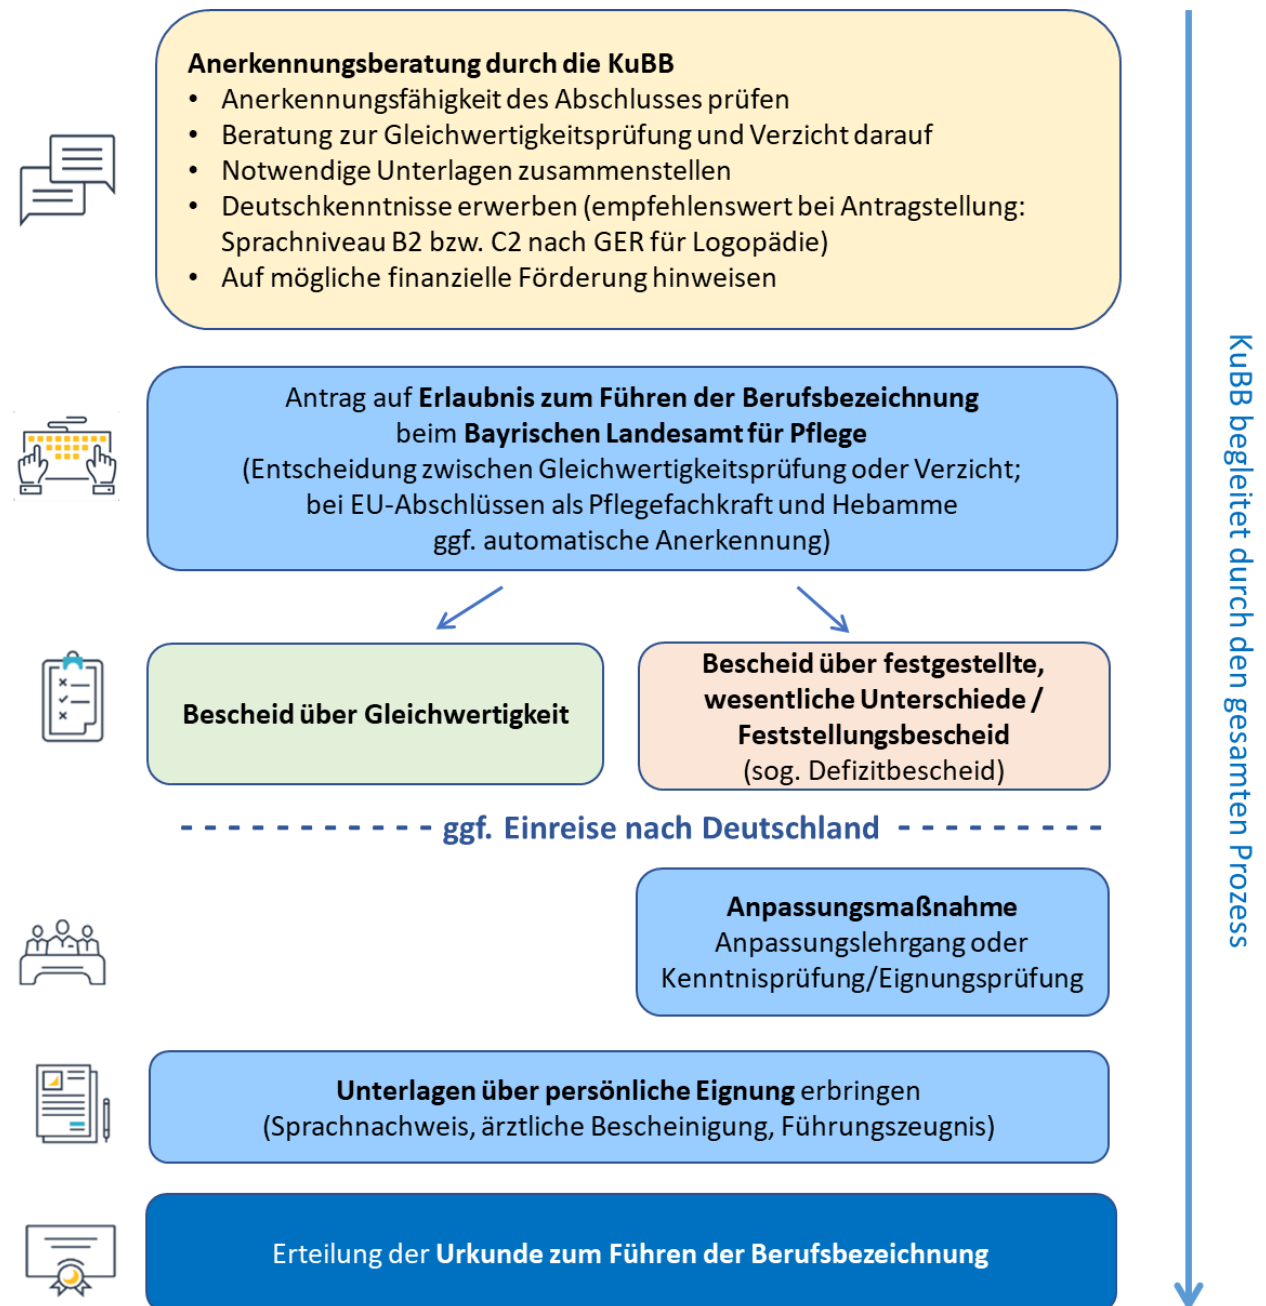 Anerkennungsberatung durch die KuBB
• Anerkennungsfähigkeit des Abschlusses prüfen
• Beratung zur Gleichwertigkeitsprüfung und Verzicht darauf
• Notwendige Unterlagen zusammenstellen
• Deutschkenntnisse erwerben (empfehlenswert bei Antragstellung:
Sprachniveau B2 bzw. C2 nach GER für Logopädie)
• Auf mögliche finanzielle Förderung hinweisen
Antrag auf Erlaubnis zum Führen der Berufsbezeichnung
beim Bayrischen Landesamt für Pflege
(Entscheidung zwischen Gleichwertigkeitsprüfung oder Verzicht;
bei EU-Abschlüssen als Pflegefachkraft und Hebamme
ggf. automatische Anerkennung)
Bescheid über Gleichwertigkeit
Bescheid über festgestellte,
wesentliche Unterschiede /
Feststellungsbescheid
(sog. Defizitbescheid)
ggf. Einreise nach Deutschland
Anpassungsmaßnahme
Anpassungslehrgang oder
Kenntnisprüfung/Eignungsprüfung
Unterlagen über persönliche Eignung erbringen
(Sprachnachweis, ärztliche Bescheinigung, Führungszeugnis)
Erteilung der Urkunde zum Führen der Berufsbezeichnung
KuBB begleitet durch den gesamten Prozess